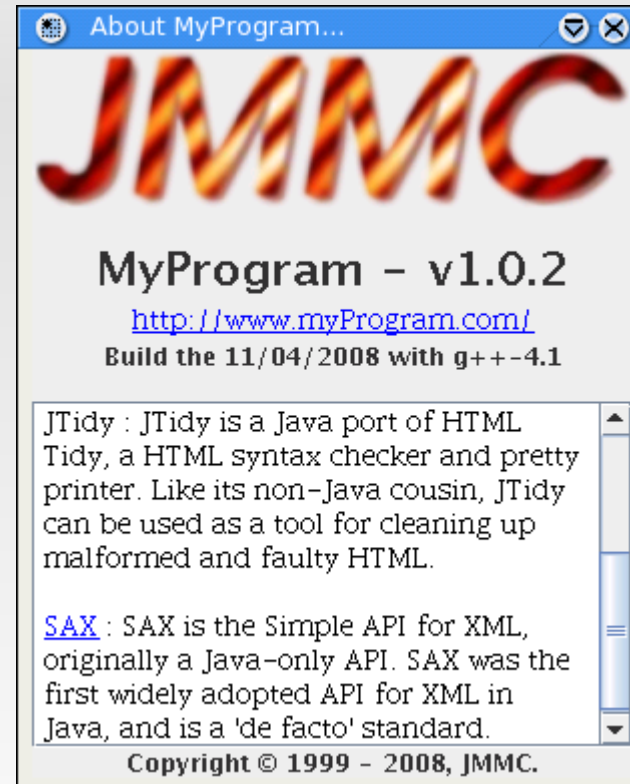 About MyProgram...
JMMC
MyProgram - v1.0.2
http://www.myProgram.com/
Build the 11/04/2008 with g++-4.1
JTidy : JTidy is a Java port of HTML
Tidy, a HTML syntax checker and pretty
printer. Like its non-Java cousin, JTidy
can be used as a tool for cleaning up
malformed and faulty HTML.
SAX : SAX is the Simple API for XML,
originally a Java-only API. SAX was the
first widely adopted API for XML in
Java, and is a 'de facto' standard.
Copyright © 1999 - 2008, JMMC.